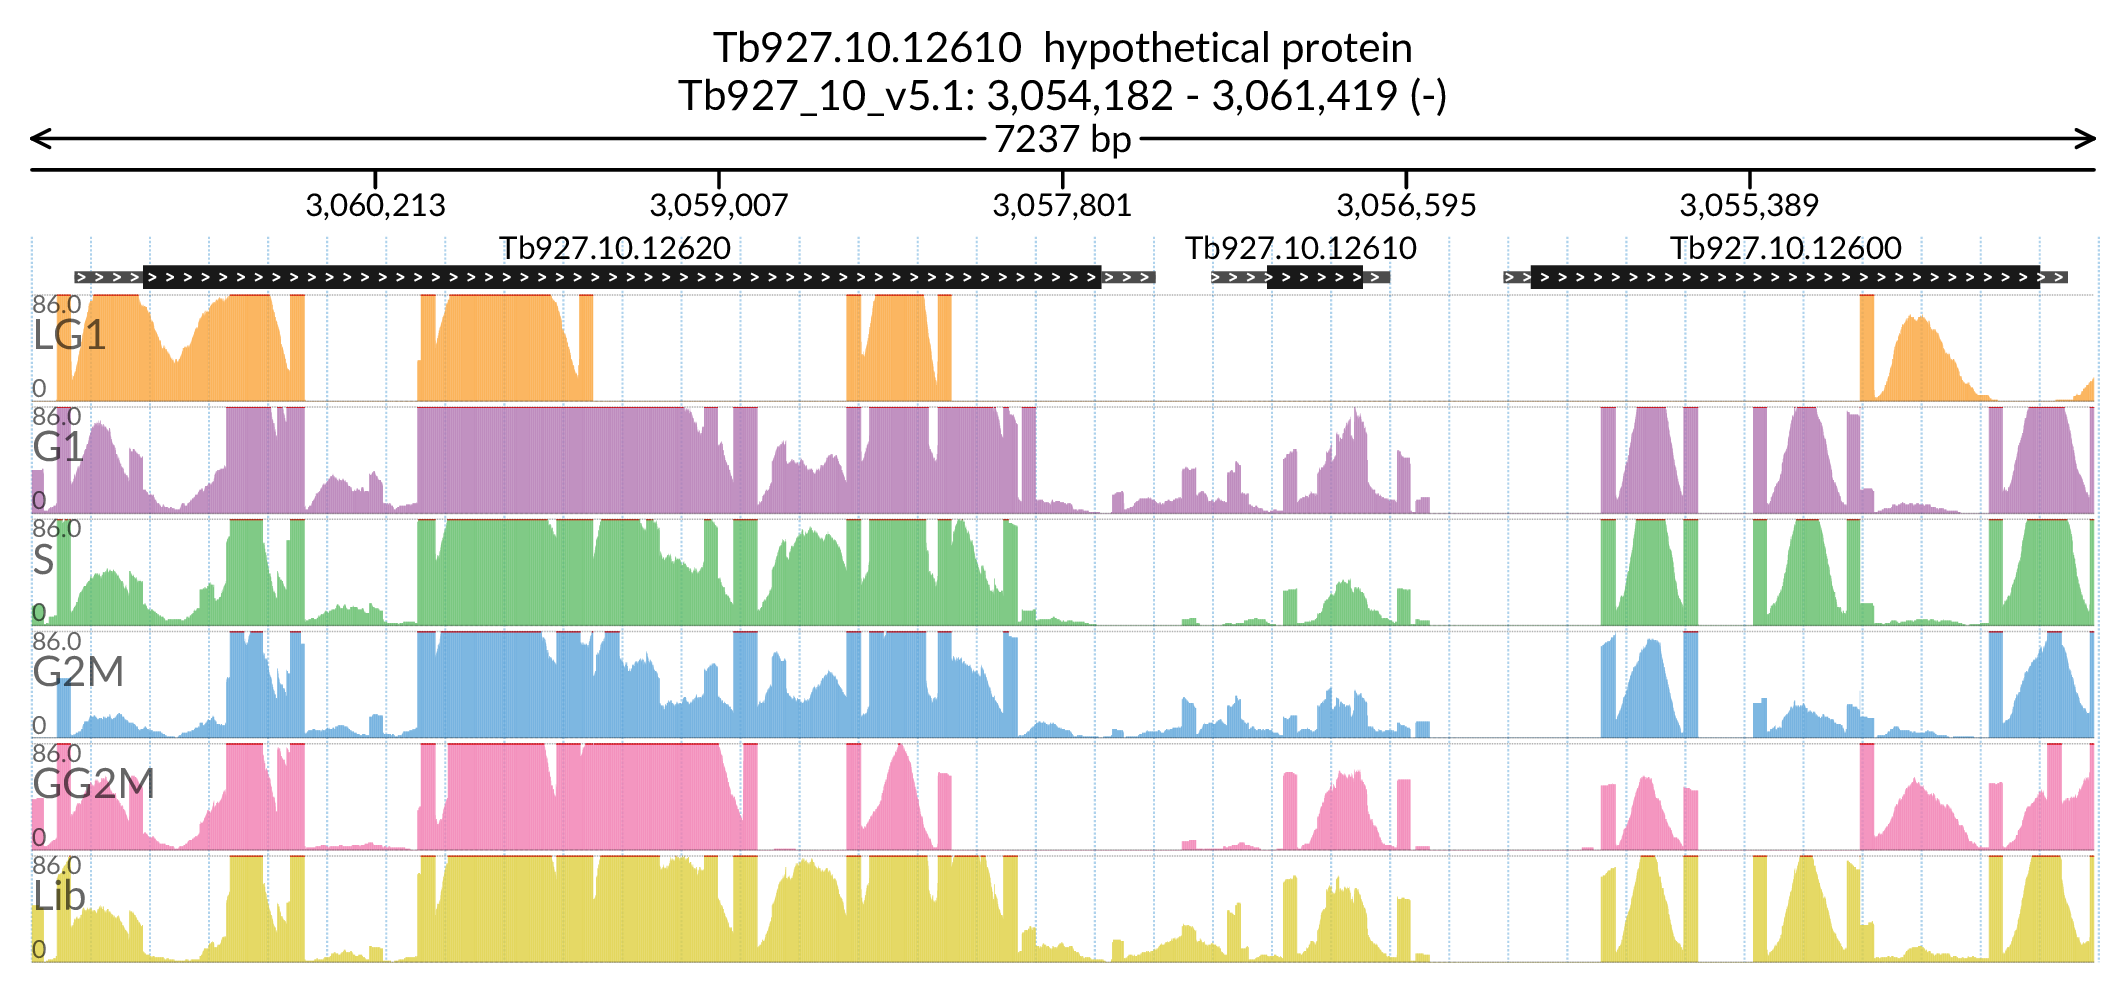 Tb927.10.12610 hypothetical protein
Tb927_10_v5.1: 3,054,182 - 3,061,419 (-)
7237 bp
3,060,213 3,059,007 3,057,801 3,056,595 3,055,389
Tb927.10.12620 Tb927.10.12610 Tb927.10.12600
86.0
LG1
0
86.0
G1
0
86.0
S
0
86.0
G2M
0
86.0
GG2M
0
86.0
Lib
0